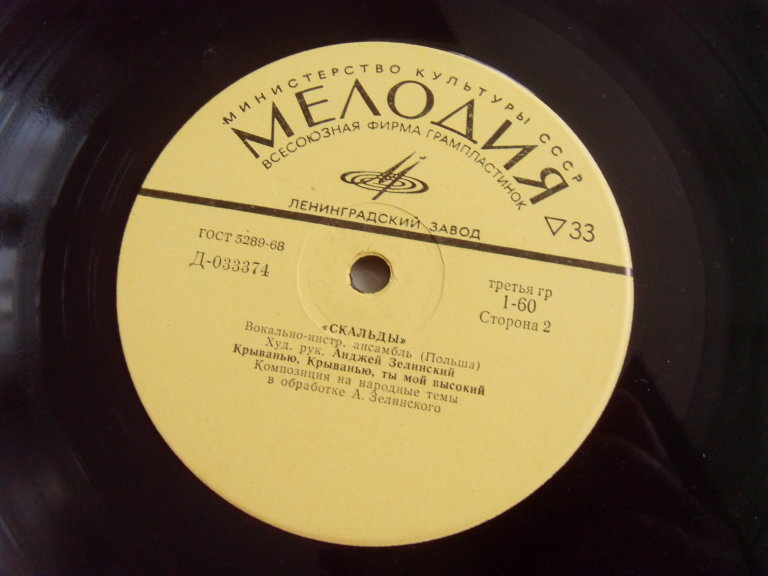 МИНИСТЕРСТВО КУЛЬТУРЫ СССР
МЕЛОДИЯ
ВСЕСОЮЗНАЯ ФИРМА ГРАМПЛАСТИНОК
ЛЕНИНГРАДСКИЙ ЗАВОД
▽33
ГОСТ 5289-68
Д-033374
третья гр
1-60
Сторона 2
«СКАЛЬДЫ»
Вокально-инстр. ансамбль (Польша)
Худ. рук. Анджей Зелинский
Крыванью, Крыванью, ты мой высокий
Композиция на народные темы
в обработке А. Зелинского